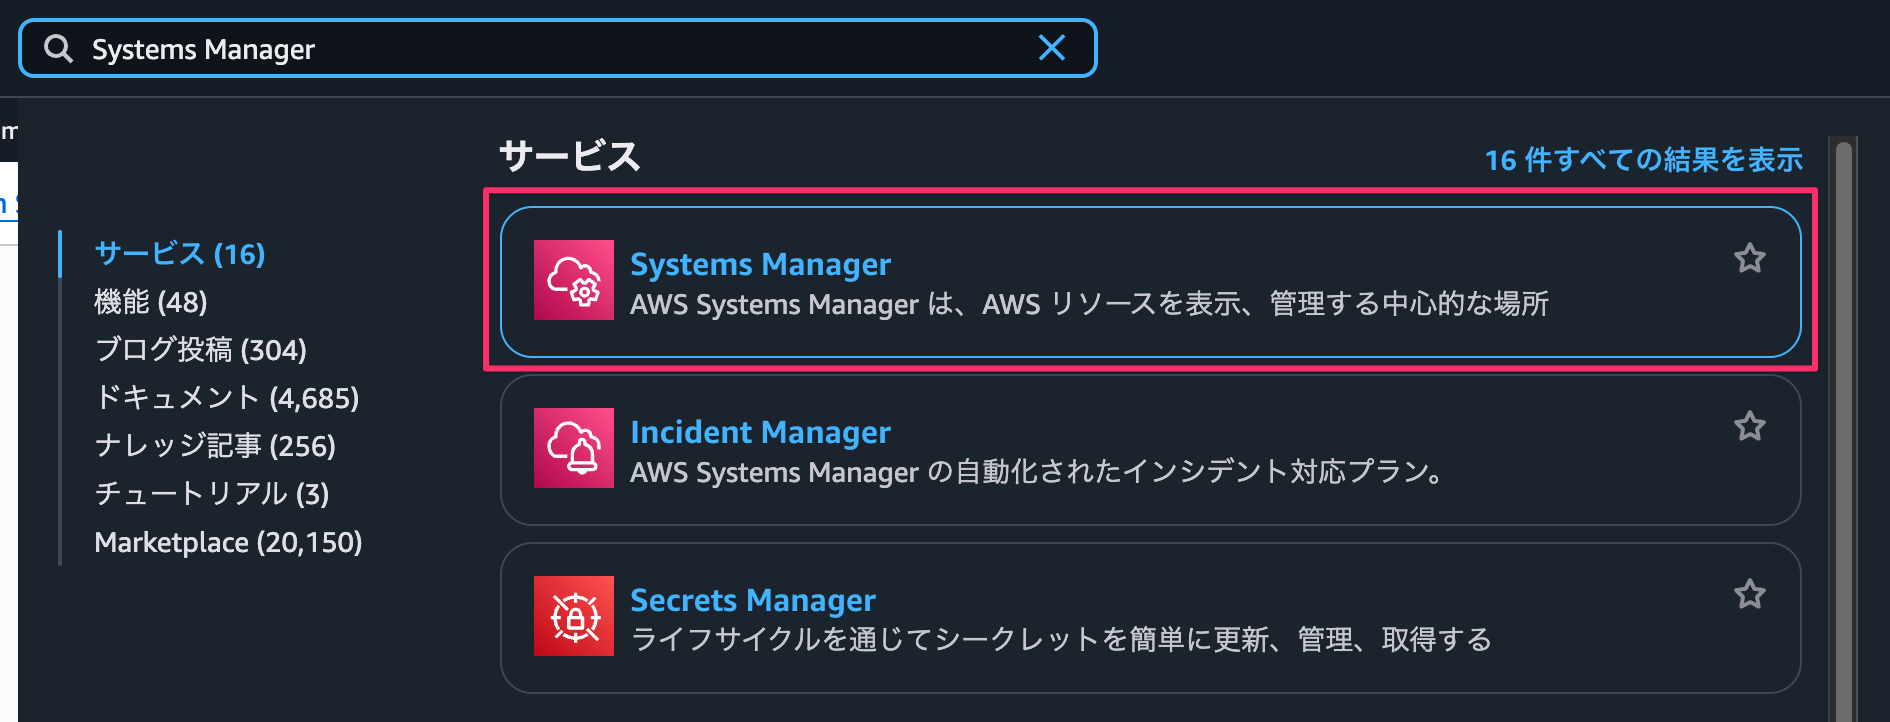 Systems Manager
サービス
16 件すべての結果を表示
サービス (16)
機能 (48)
ブログ投稿 (304)
ドキュメント (4,685)
ナレッジ記事 (256)
チュートリアル (3)
Marketplace (20,150)
Systems Manager
AWS Systems Manager は、AWS リソースを表示、管理する中心的な場所
Incident Manager
AWS Systems Manager の自動化されたインシデント対応プラン。
Secrets Manager
ライフサイクルを通じてシークレットを簡単に更新、管理、取得する